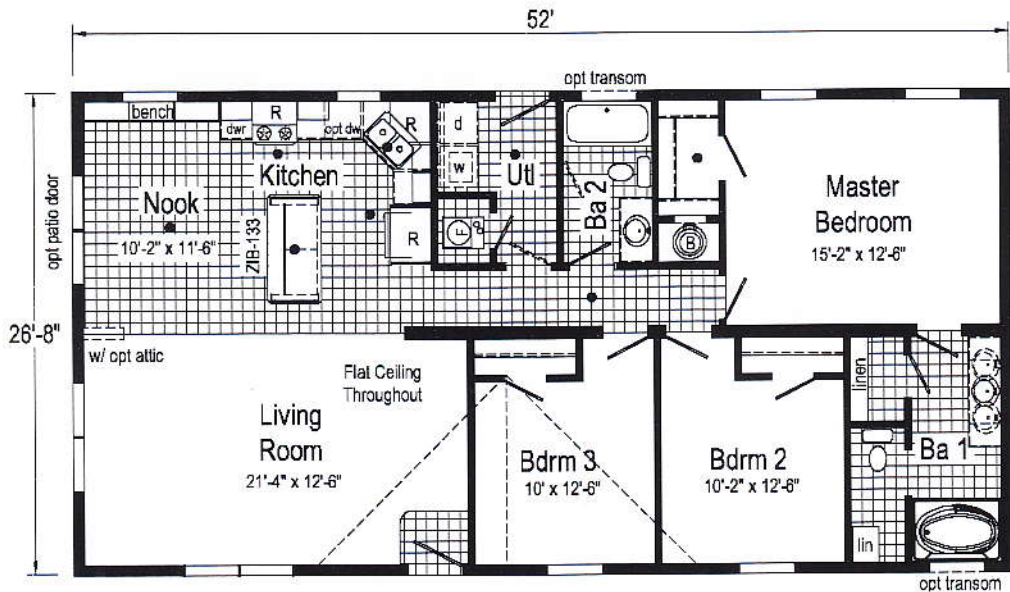 52'
opt transom
bench
R
dwr
opt dw
R
d
w
Utl
Kitchen
Nook
10'-2" x 11'-6"
ZIB-133
opt patio door
R
F
Ba 2
B
Master
Bedroom
15'-2" x 12'-6"
26'-8"
w/ opt attic
Flat Ceiling
Throughout
Living
Room
21'-4" x 12'-6"
Bdrm 3
10' x 12'-6"
Bdrm 2
10'-2" x 12'-6"
linen
Ba 1
lin
opt transom